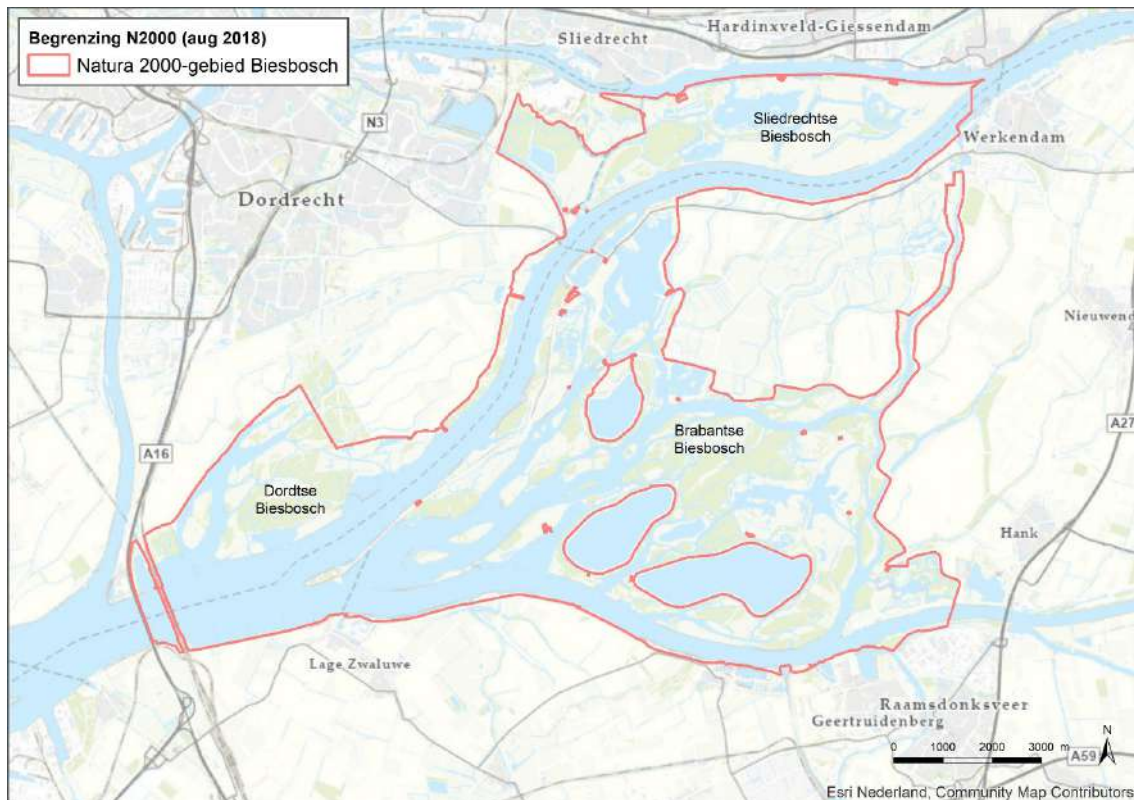 Begrenzing N2000 (aug 2018)
Natura 2000-gebied Biesbosch
Hardinxveld-Giessendam
Sliedrecht
N3
Sliedrechtse
Biesbosch
Werkendam
Dordrecht
Nieuwend
A27
A16
Brabantse
Biesbosch
Dordtse
Biesbosch
Hank
Lage Zwaluwe
Raamsdonksveer
Geertruidenberg
N
0 1000 2000 3000 m
A59
Esri Nederland, Community Map Contributors